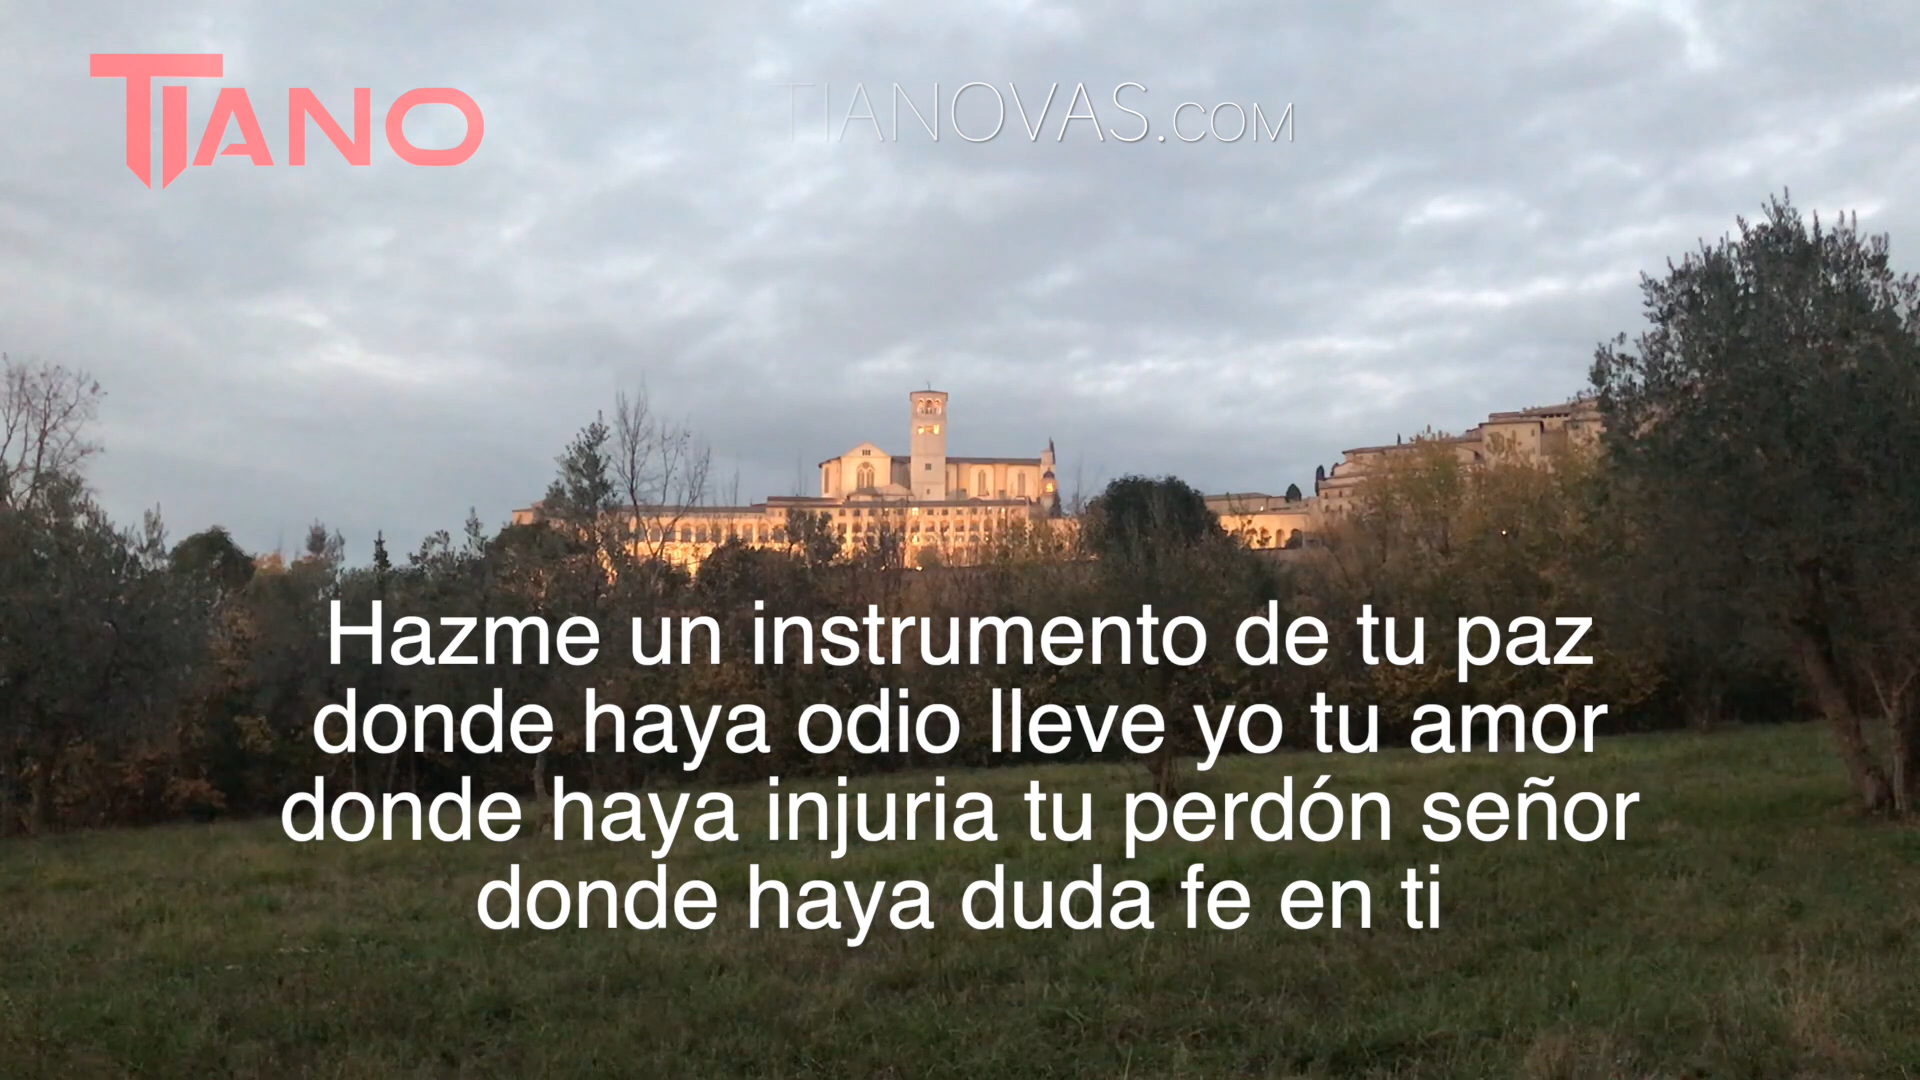 TIANO
TIANOVAS.COM
Hazme un instrumento de tu paz
donde haya odio lleve yo tu amor
donde haya injuria tu perdón señor
donde haya duda fe en ti